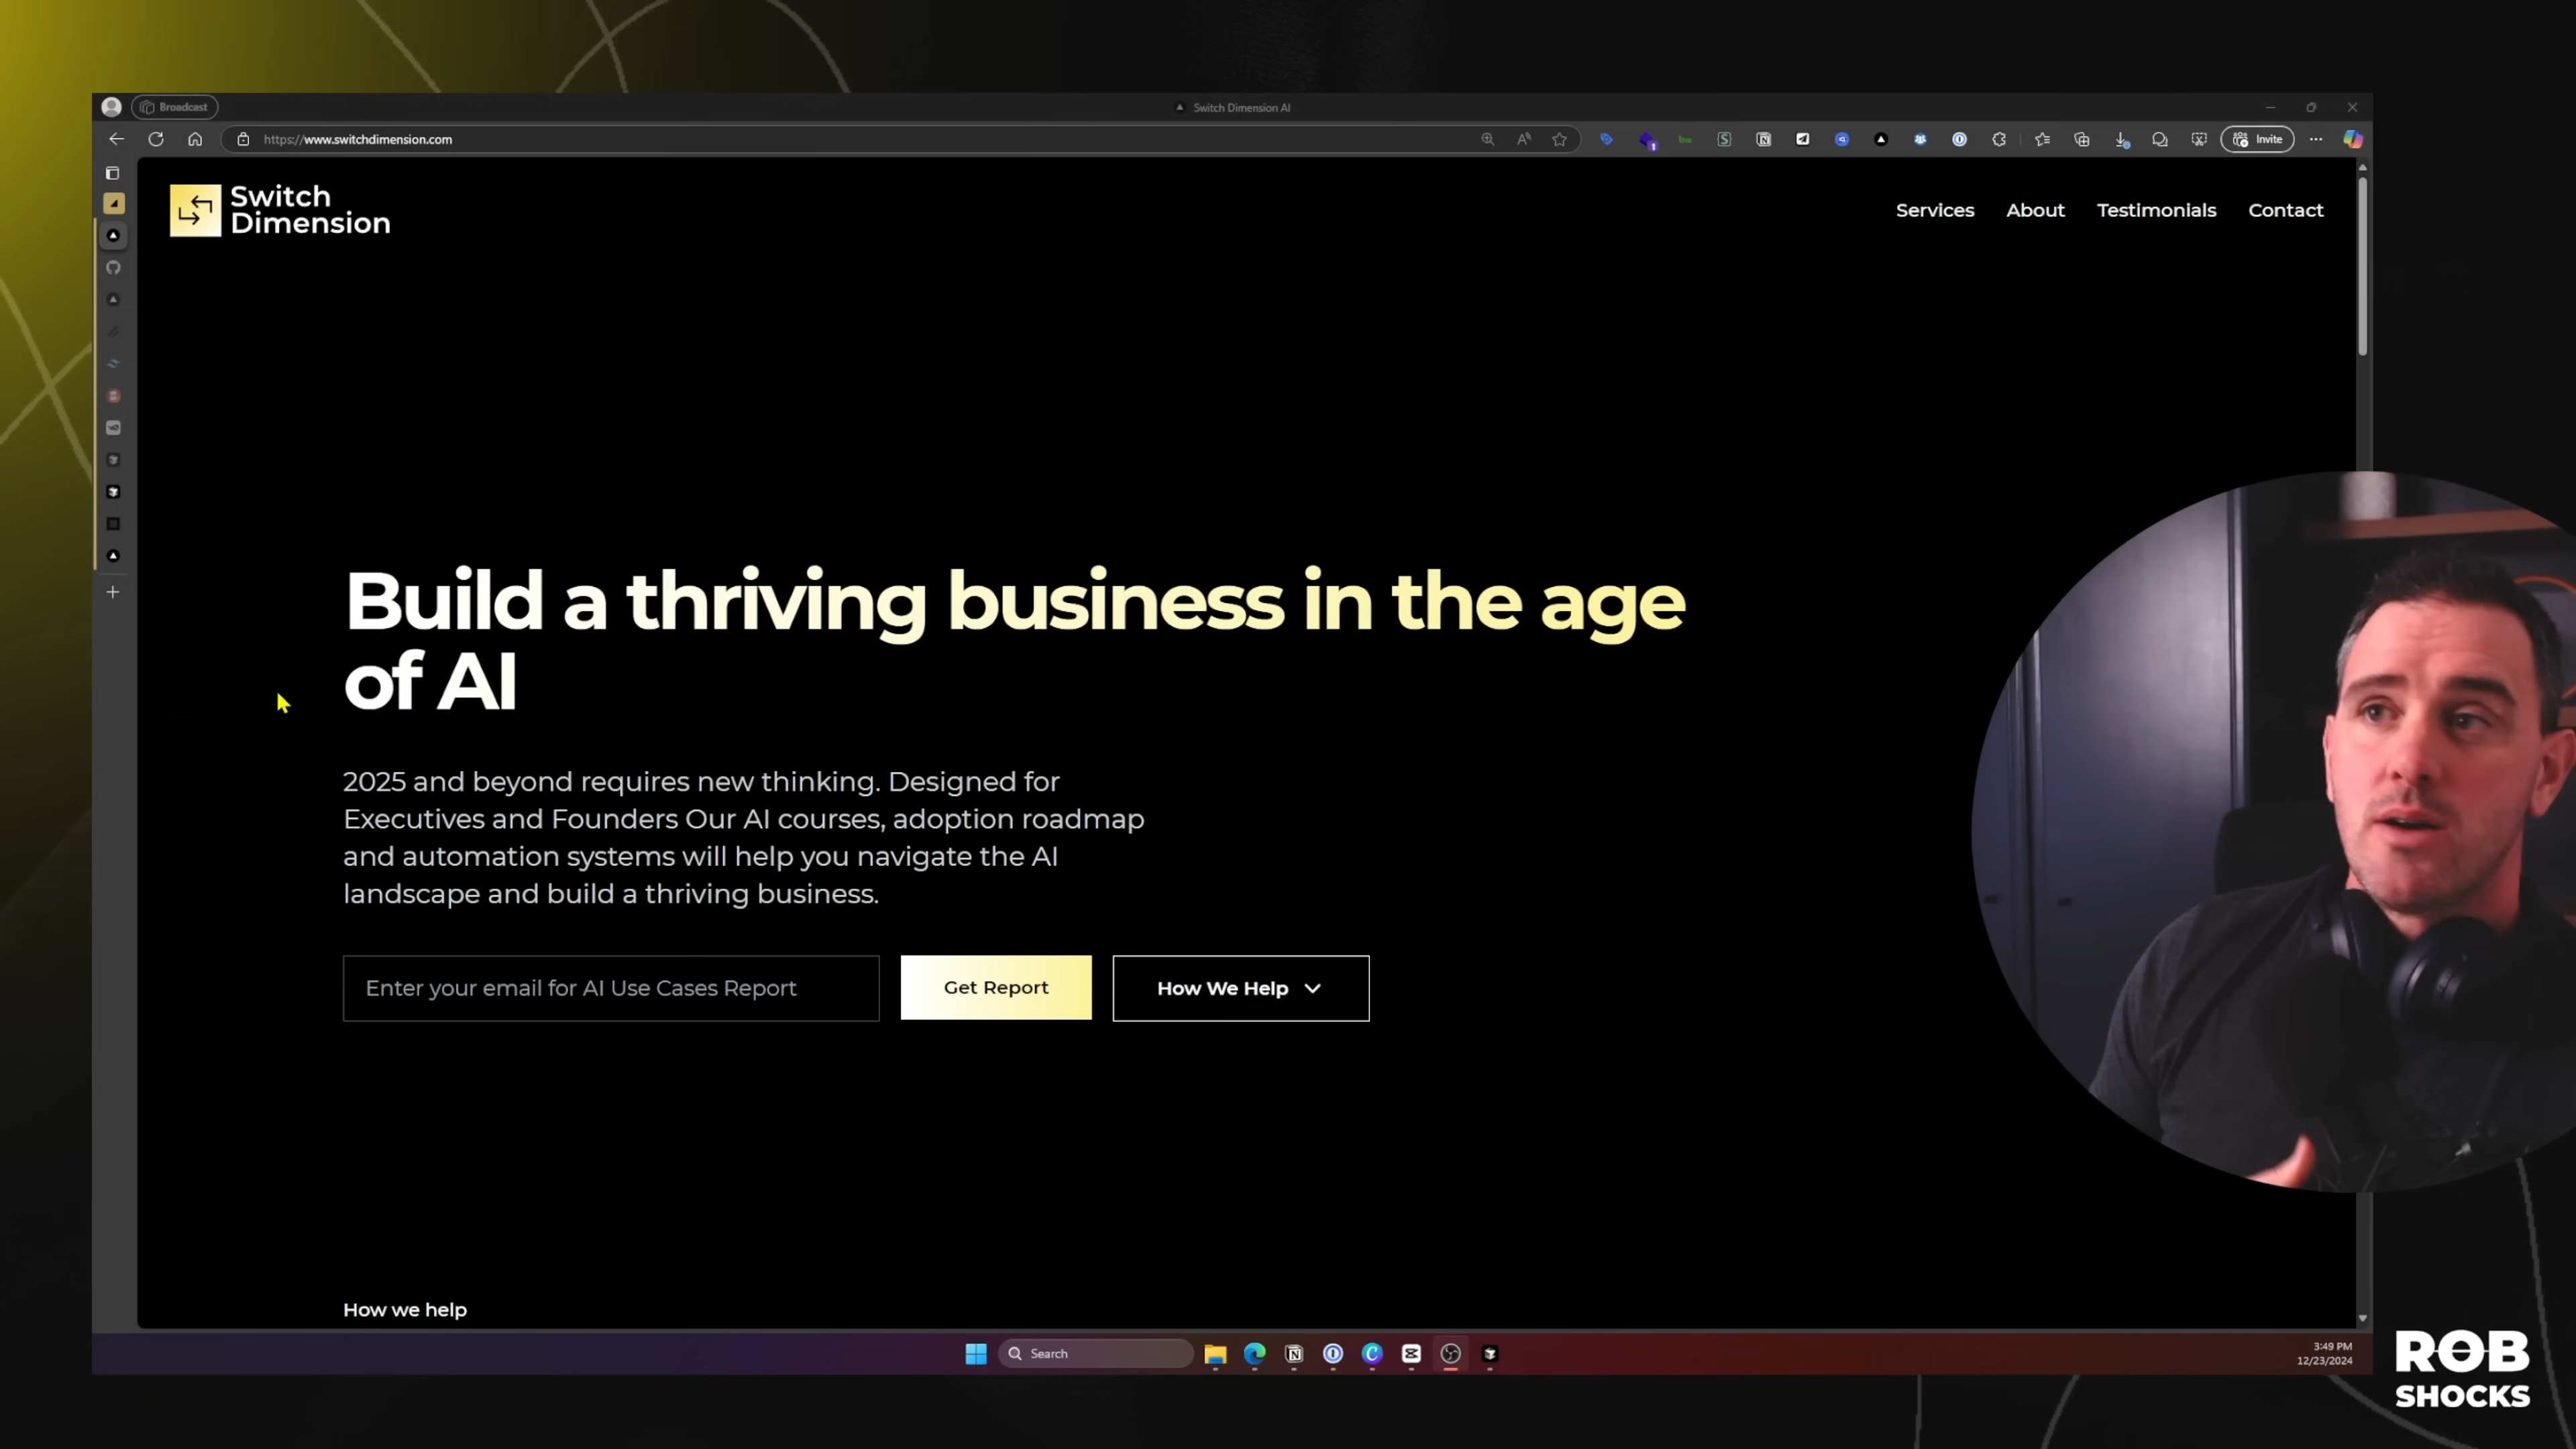 Broadcast
Switch Dimension AI
https://www.switchdimension.com
Invite
Switch
Dimension
Services
About
Testimonials
Contact
Build a thriving business in the age
of AI
2025 and beyond requires new thinking. Designed for
Executives and Founders Our AI courses, adoption roadmap
and automation systems will help you navigate the AI
landscape and build a thriving business.
Enter your email for AI Use Cases Report
Get Report
How We Help
How we help
Search
3:49 PM
12/23/2024
ROB
SHOCKS